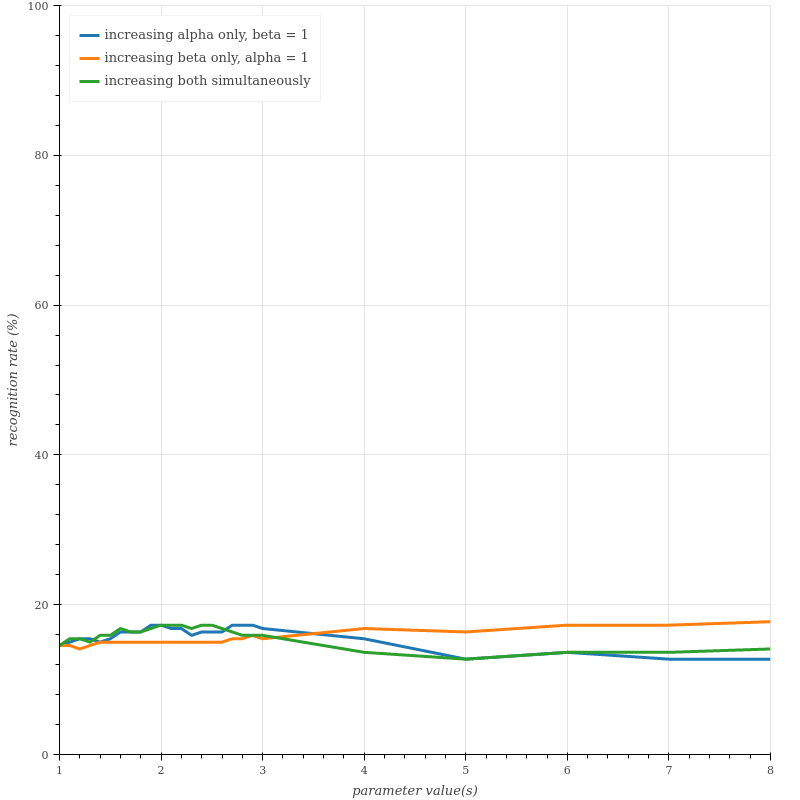 100
increasing alpha only, beta = 1
increasing beta only, alpha = 1
increasing both simultaneously
80
60
recognition rate (%)
40
20
0
1 2 3 4 5 6 7 8
parameter value(s)